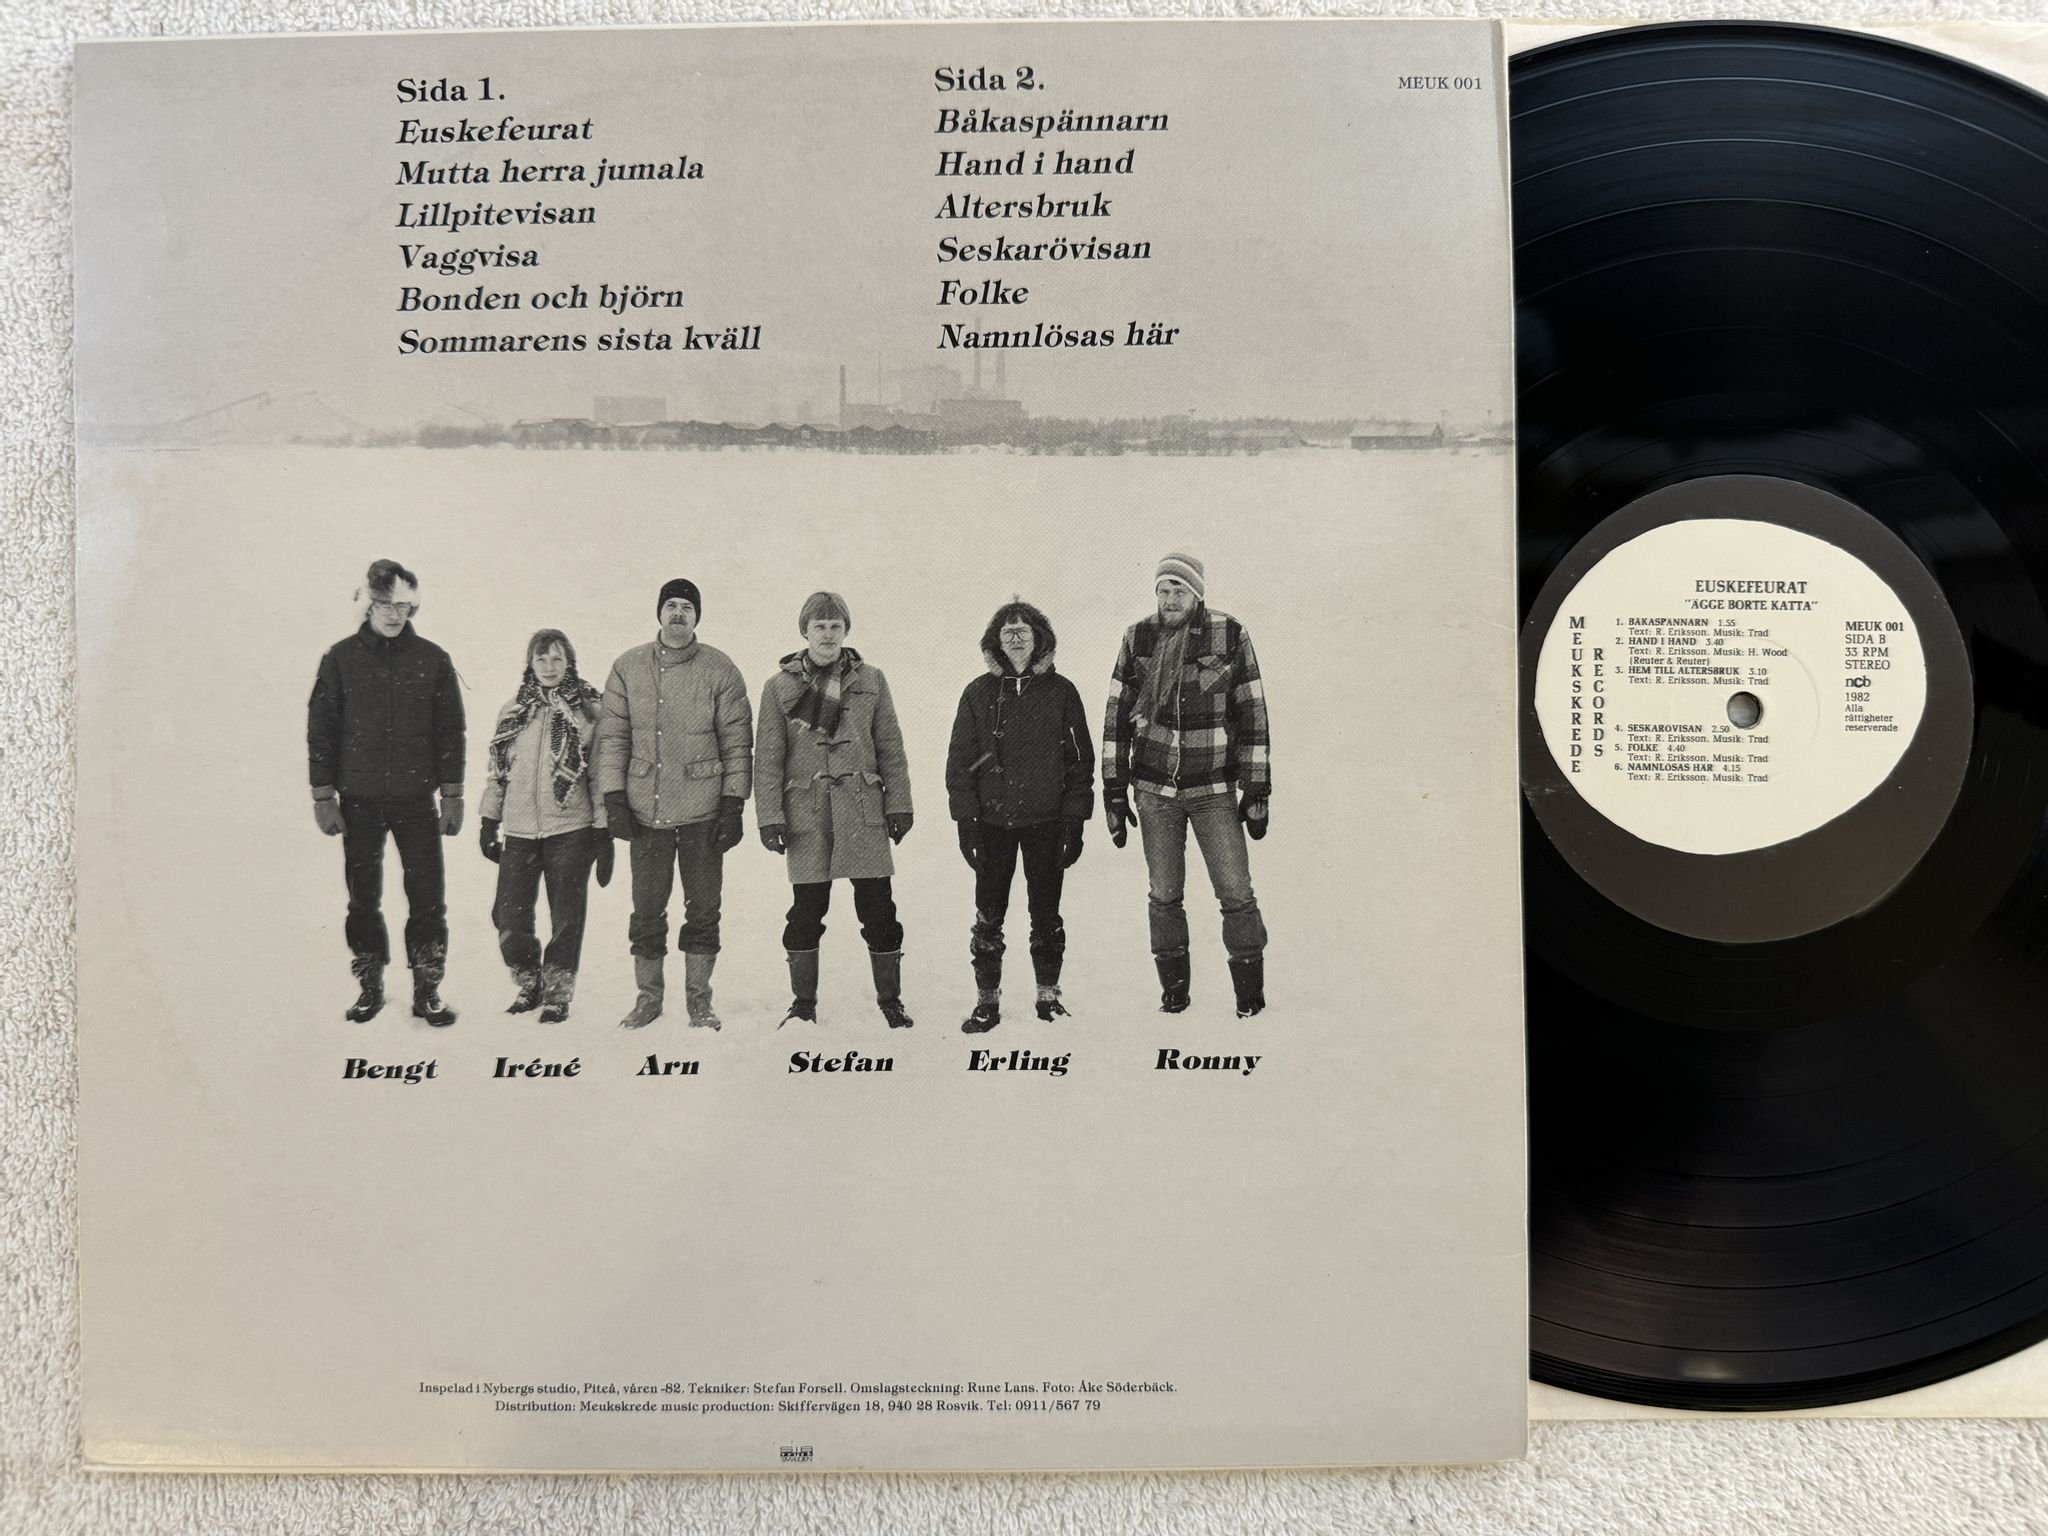 Sida 1.
Euskefeurat
Mutta herra jumala
Lillpitevisan
Vaggvisa
Bonden och björn
Sommarens sista kväll
Sida 2.
Båkaspännarn
Hand i hand
Altersbruk
Seskarövisan
Folke
Namnlösas här
MEUK 001
Bengt
Iréné
Arn
Stefan
Erling
Ronny
Inspelad i Nybergs studio, Piteå, våren -82. Tekniker: Stefan Forsell. Omslagsteckning: Rune Lans. Foto: Åke Söderbäck.
Distribution: Meukskrede music production: Skiffervägen 18, 940 28 Rosvik. Tel: 0911/567 79
SWEDEN
EUSKEFEURAT
"ÄGGE BORTE KATTA"
MEUKSKREDE
RECORDS
1. BÅKASPÄNNARN 1.55
Text: R. Eriksson. Musik: Trad
2. HAND I HAND 3.40
Text: R. Eriksson. Musik: H. Wood
(Reuter & Reuter)
3. HEM TILL ALTERSBRUK 3.10
Text: R. Eriksson. Musik: Trad
4. SESKARÖVISAN 2.50
Text: R. Eriksson. Musik: Trad
5. FOLKE 4.40
Text: R. Eriksson. Musik: Trad
6. NAMNLÖSAS HÄR 4.15
Text: R. Eriksson. Musik: Trad
MEUK 001
SIDA B
33 RPM
STEREO
ncb
1982
Alla
rättigheter
reserverade